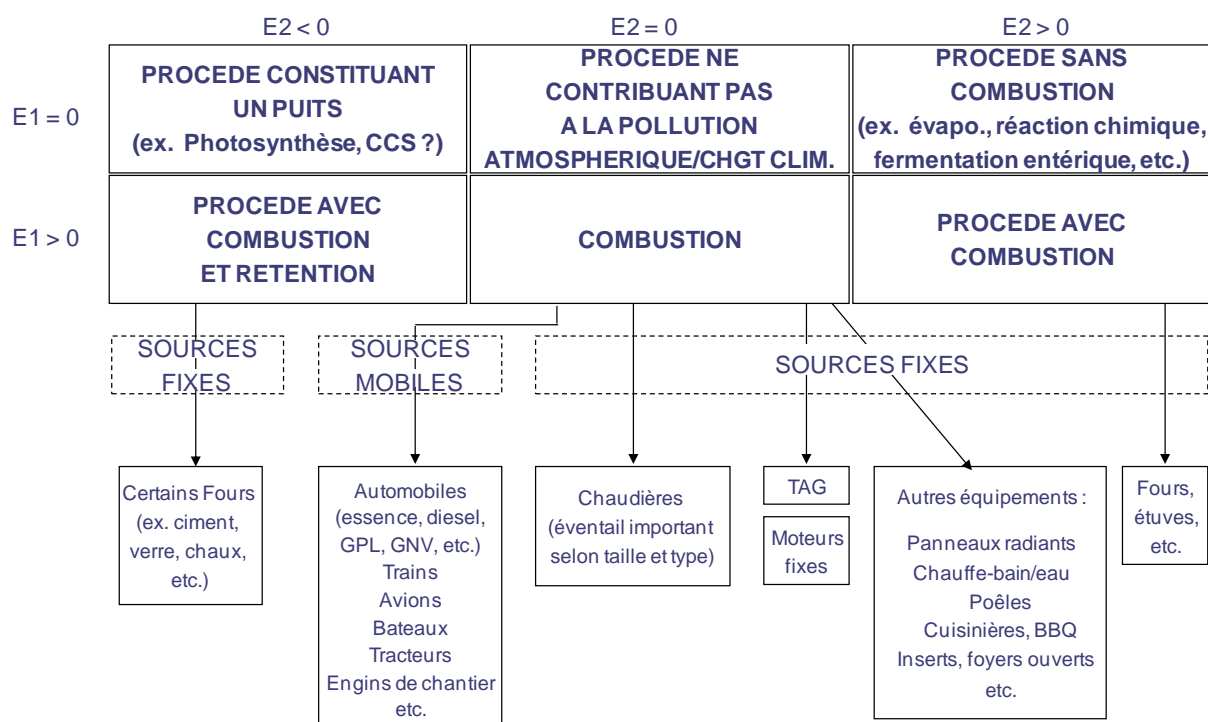 E2 < 0
E2 = 0
E2 > 0
E1 = 0
PROCEDE CONSTITUANT
UN PUITS
(ex. Photosynthèse, CCS ?)
PROCEDE NE
CONTRIBUANT PAS
A LA POLLUTION
ATMOSPHERIQUE/CHGT CLIM.
PROCEDE SANS
COMBUSTION
(ex. évapo., réaction chimique,
fermentation entérique, etc.)
E1 > 0
PROCEDE AVEC
COMBUSTION
ET RETENTION
COMBUSTION
PROCEDE AVEC
COMBUSTION
SOURCES
FIXES
SOURCES
MOBILES
SOURCES FIXES
Certains Fours
(ex. ciment,
verre, chaux,
etc.)
Automobiles
(essence, diesel,
GPL, GNV, etc.)
Trains
Avions
Bateaux
Tracteurs
Engins de chantier
etc.
Chaudières
(éventail important
selon taille et type)
TAG
Moteurs
fixes
Autres équipements :
Panneaux radiants
Chauffe-bain/eau
Poêles
Cuisinières, BBQ
Inserts, foyers ouverts
etc.
Fours,
étuves,
etc.